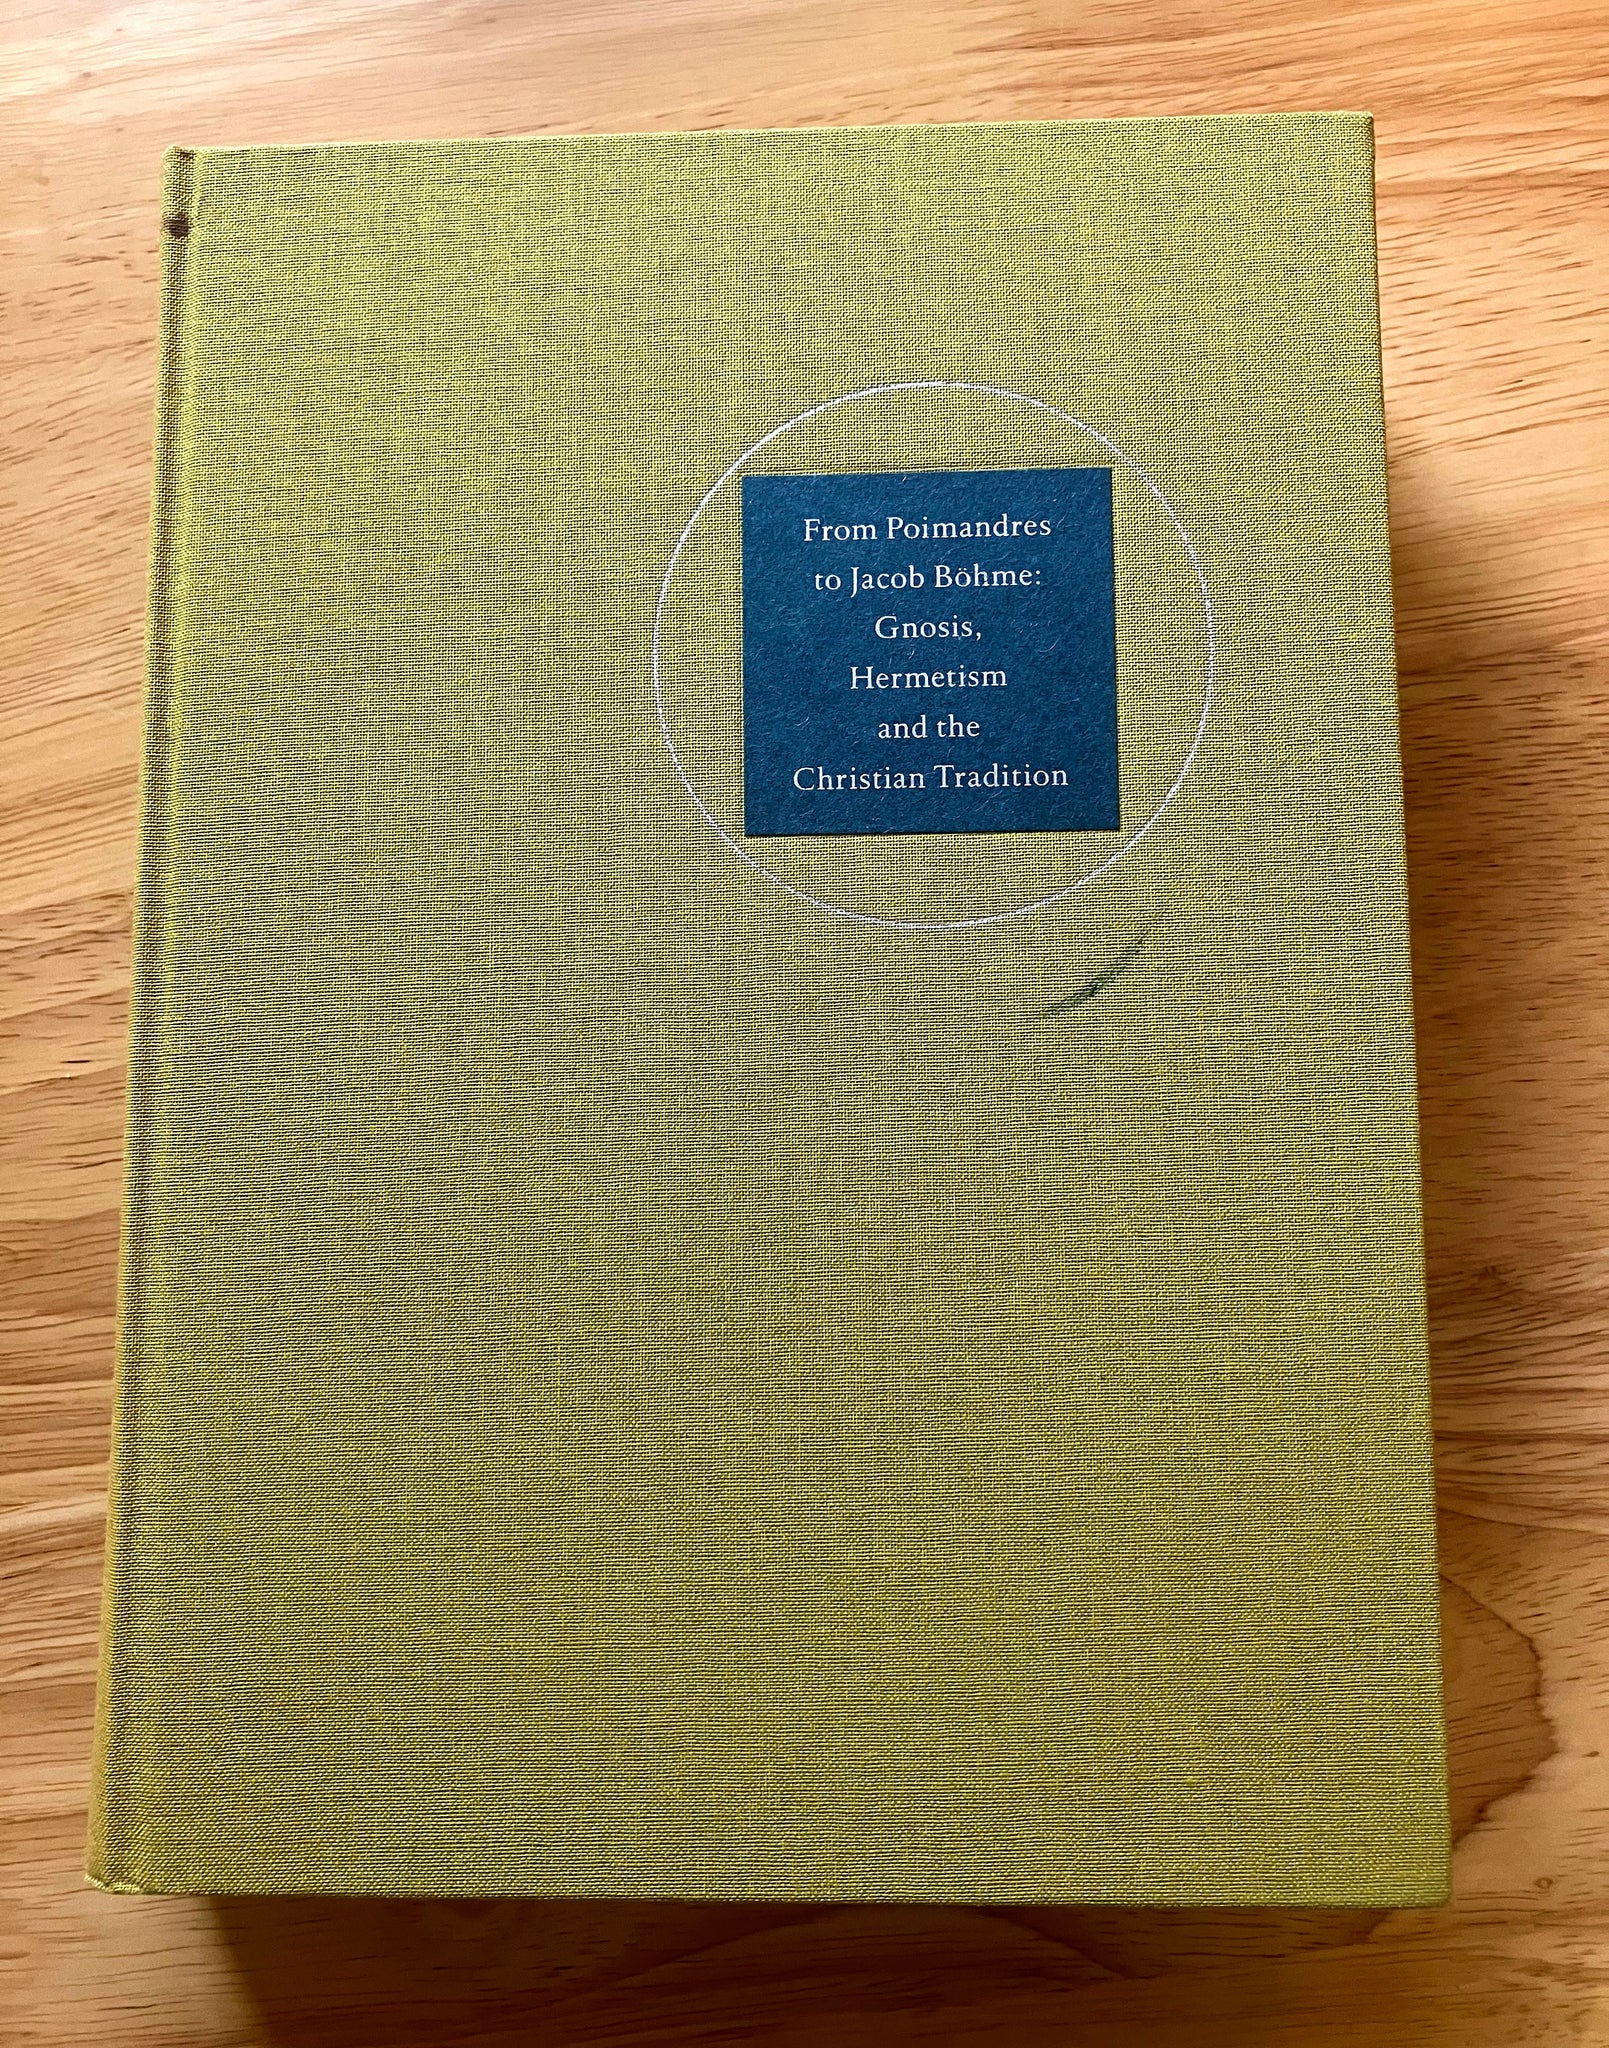 From Poimandres
to Jacob Böhme:
Gnosis,
Hermetism
and the
Christian Tradition